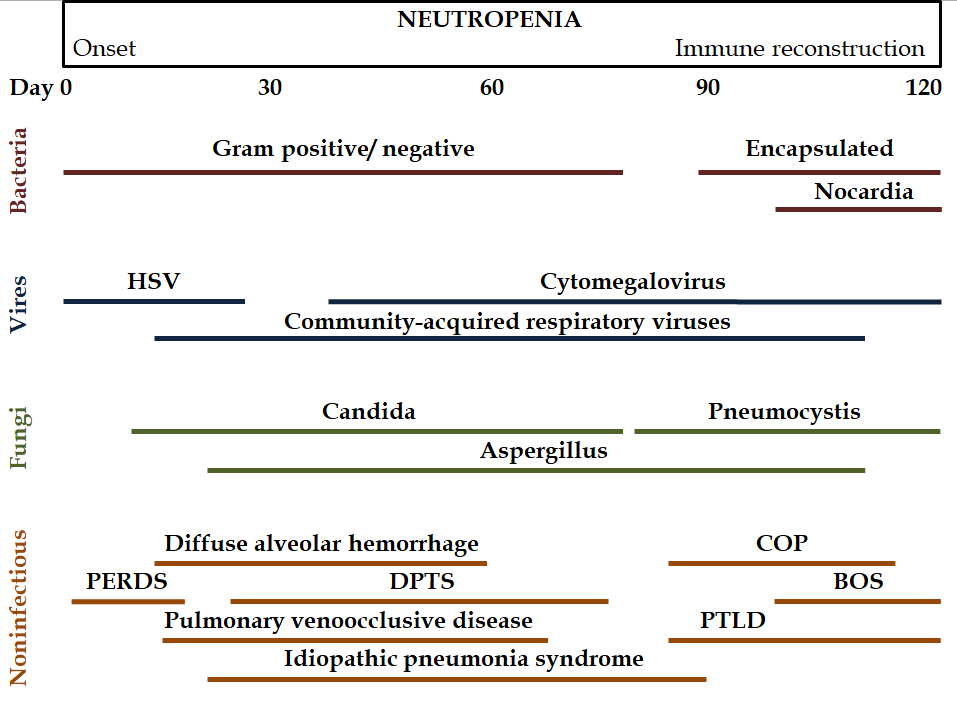 NEUTROPENIA
Onset Immune reconstruction
Day 0 30 60 90 120
Bacteria
Gram positive/ negative Encapsulated
Nocardia
Vires
HSV Cytomegalovirus
Community-acquired respiratory viruses
Fungi
Candida Pneumocystis
Aspergillus
Noninfectious
Diffuse alveolar hemorrhage COP
PERDS DPTS BOS
Pulmonary venoocclusive disease PTLD
Idiopathic pneumonia syndrome